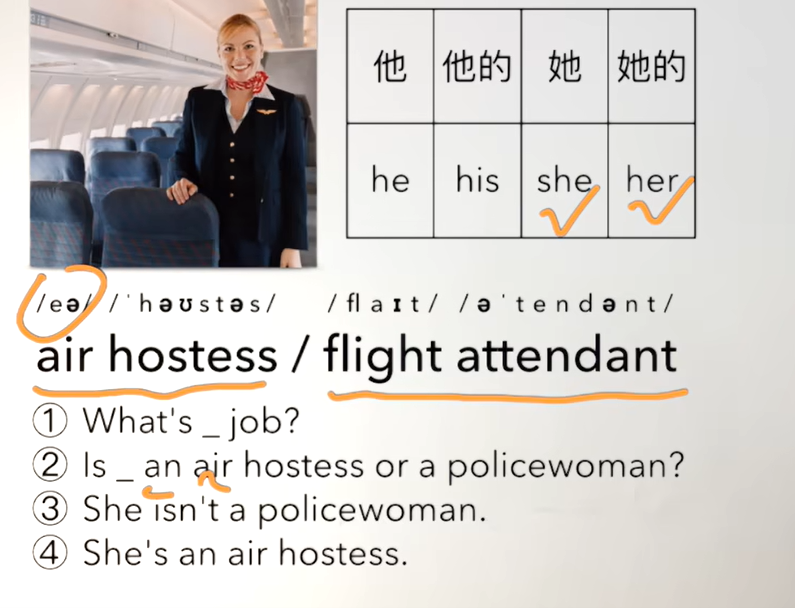 他 他的 她 她的
he his she her
/eə/ /ˈhəʊstəs/ /flaɪt/ /əˈtendənt/
air hostess / flight attendant
① What's _ job?
② Is _ an air hostess or a policewoman?
③ She isn't a policewoman.
④ She's an air hostess.